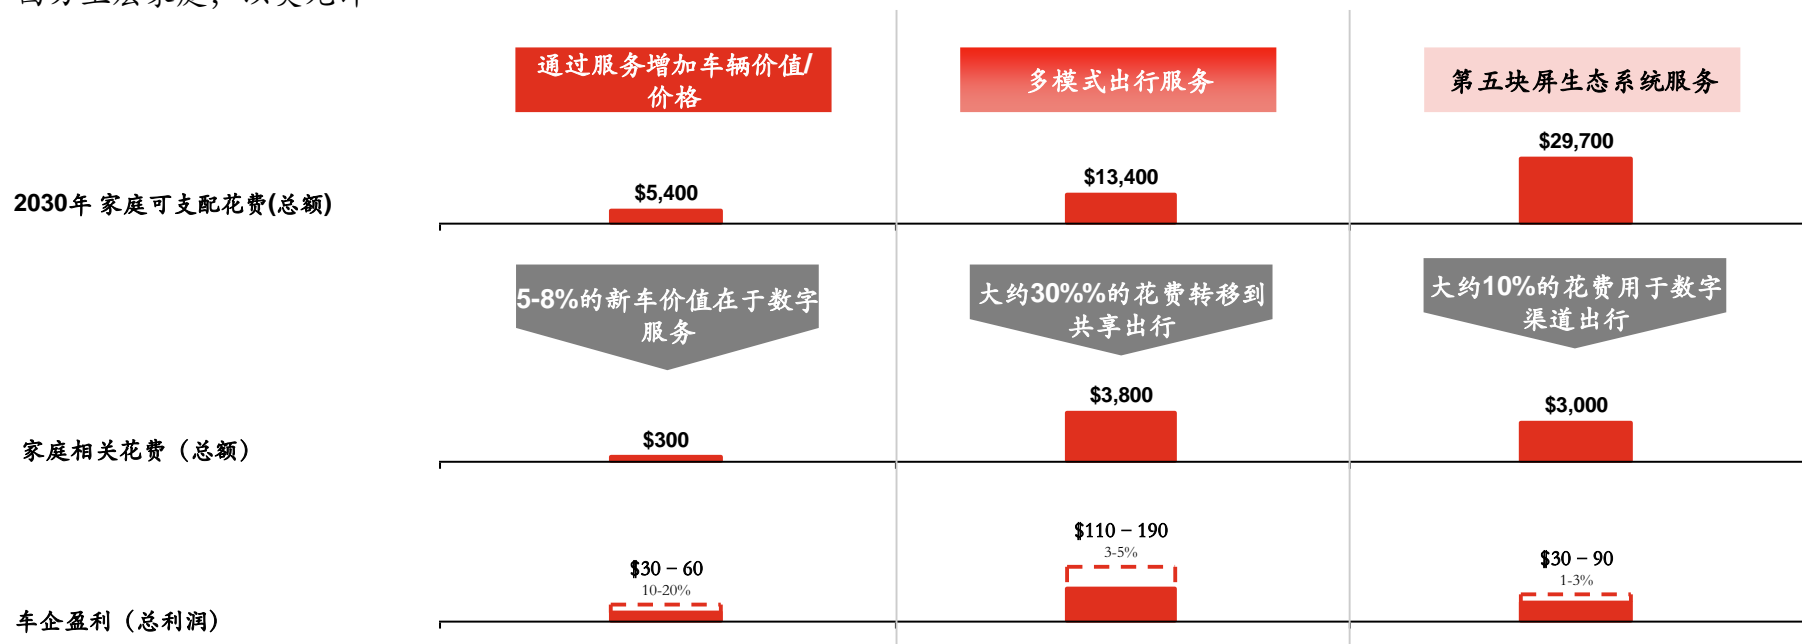 通过服务增加车辆价值/
价格
多模式出行服务
第五块屏生态系统服务
2030年 家庭可支配花费(总额)
$5,400
$13,400
$29,700
5-8%的新车价值在于数字
服务
大约30%%的花费转移到
共享出行
大约10%的花费用于数字
渠道出行
家庭相关花费（总额）
$300
$3,800
$3,000
车企盈利（总利润）
$30 – 60
10-20%
$110 – 190
3-5%
$30 – 90
1-3%